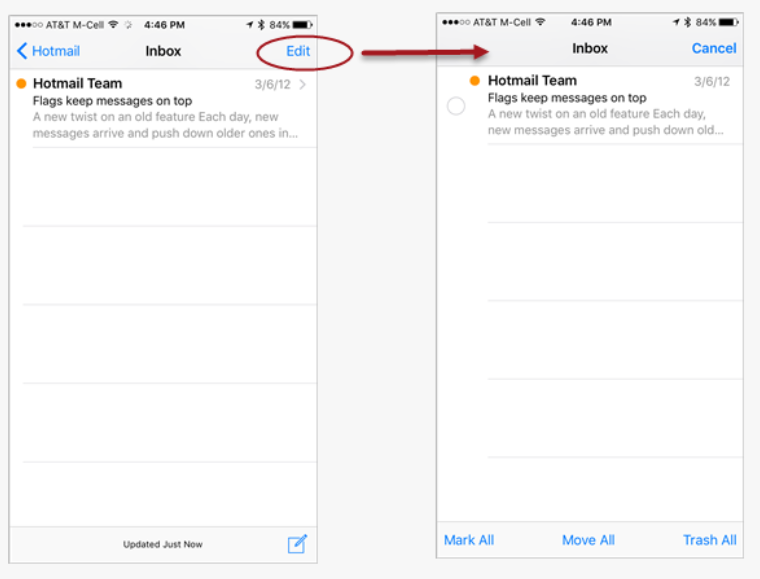 AT&T M-Cell 4:46 PM 84%
Hotmail Inbox Edit
Hotmail Team 3/6/12
Flags keep messages on top
A new twist on an old feature Each day, new
messages arrive and push down older ones in...
Updated Just Now
AT&T M-Cell 4:46 PM 84%
Inbox Cancel
Hotmail Team 3/6/12
Flags keep messages on top
A new twist on an old feature Each day,
new messages arrive and push down old...
Mark All Move All Trash All